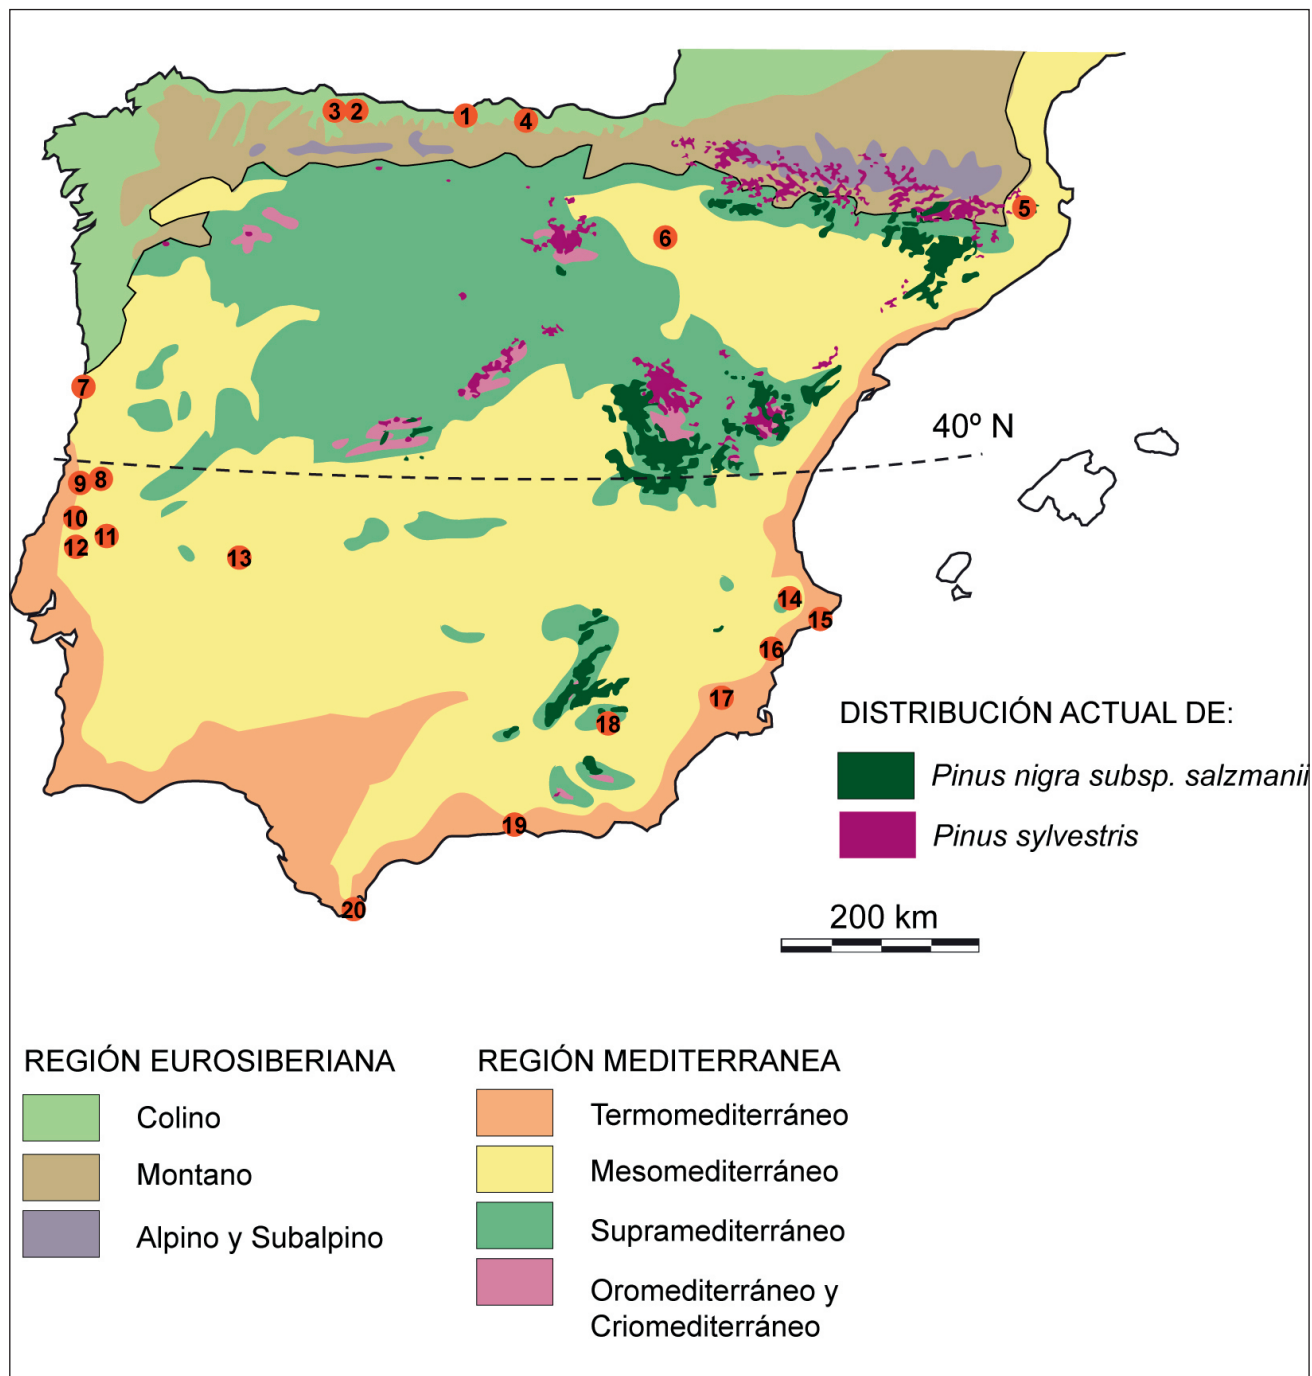 3 2
1
4
5
6
7
40º N
8
9
10
11
12
13
14
15
16
17
18
19
20
DISTRIBUCIÓN ACTUAL DE:
Pinus nigra subsp. salzmanii
Pinus sylvestris
200 km
REGIÓN EUROSIBERIANA
Colino
Montano
Alpino y Subalpino
REGIÓN MEDITERRANEA
Termomediterráneo
Mesomediterráneo
Supramediterráneo
Oromediterráneo y
Criomediterráneo